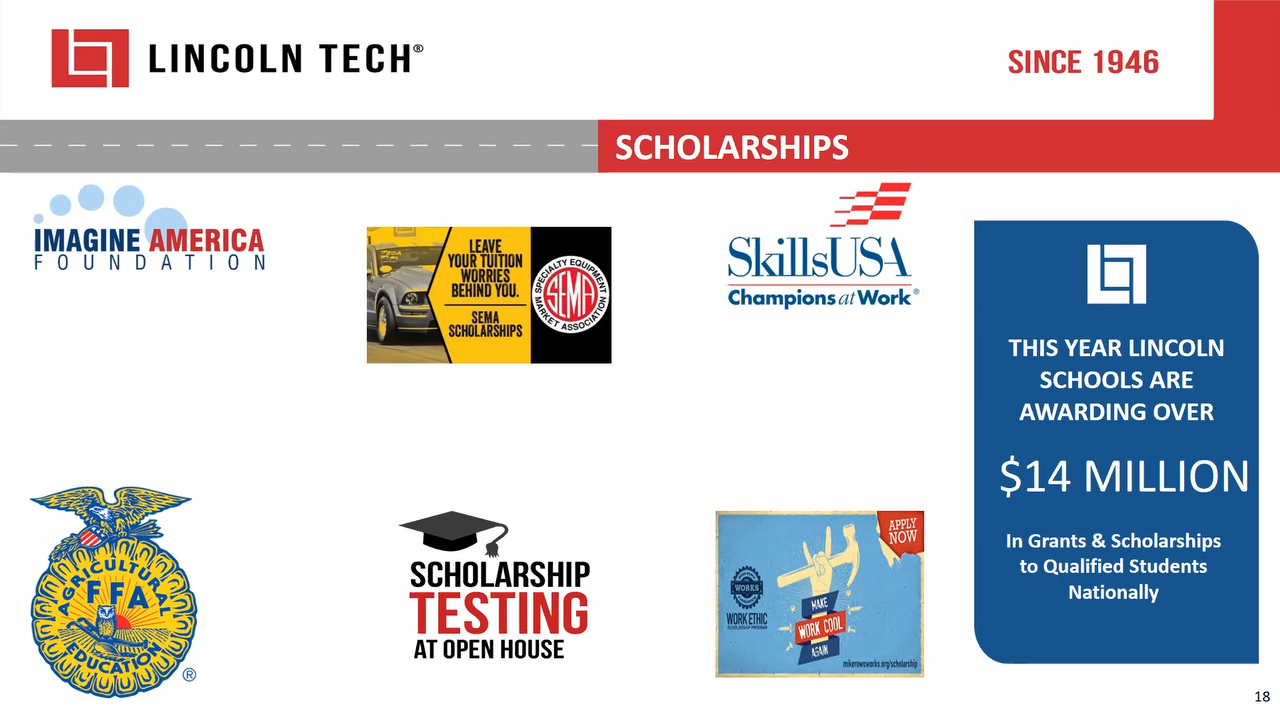 LINCOLN TECH®
SINCE 1946
SCHOLARSHIPS
IMAGINE AMERICA
FOUNDATION
LEAVE
YOUR TUITION
WORRIES
BEHIND YOU.
SEMA
SCHOLARSHIPS
SPECIALTY EQUIPMENT
SEMA
MARKET ASSOCIATION
SkillsUSA
Champions at Work®
THIS YEAR LINCOLN
SCHOOLS ARE
AWARDING OVER
$14 MILLION
In Grants & Scholarships
to Qualified Students
Nationally
AGRICULTURAL
FFA
EDUCATION
®
SCHOLARSHIP
TESTING
AT OPEN HOUSE
APPLY
NOW
WORKS
WORK ETHIC
SCHOLARSHIP PROGRAM
MAKE
WORK COOL
AGAIN
mikeroweworks.org/scholarship
18